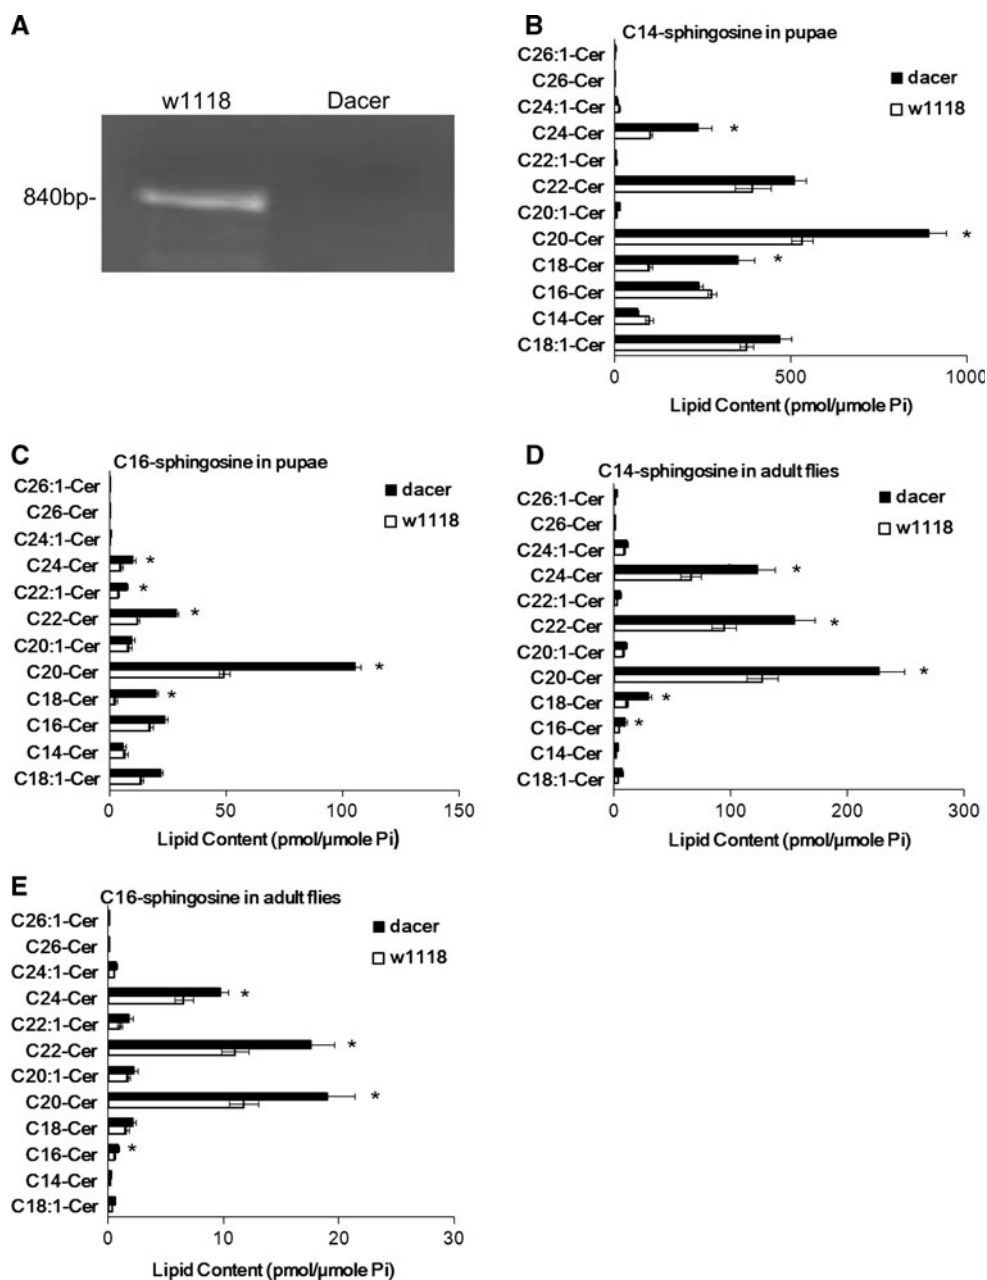 A
w1118 Dacer
840bp-
B
C14-sphingosine in pupae
C26:1-Cer
C26-Cer
C24:1-Cer
C24-Cer *
C22:1-Cer
C22-Cer
C20:1-Cer
C20-Cer *
C18-Cer *
C16-Cer
C14-Cer
C18:1-Cer
dacer
w1118
0 500 1000
Lipid Content (pmol/µmole Pi)
C
C16-sphingosine in pupae
C26:1-Cer
C26-Cer
C24:1-Cer
C24-Cer *
C22:1-Cer *
C22-Cer *
C20:1-Cer
C20-Cer *
C18-Cer *
C16-Cer
C14-Cer
C18:1-Cer
dacer
w1118
0 50 100 150
Lipid Content (pmol/µmole Pi)
D
C14-sphingosine in adult flies
C26:1-Cer
C26-Cer
C24:1-Cer
C24-Cer *
C22:1-Cer
C22-Cer *
C20:1-Cer
C20-Cer *
C18-Cer *
C16-Cer *
C14-Cer
C18:1-Cer
dacer
w1118
0 100 200 300
Lipid Content (pmol/µmole Pi)
E
C16-sphingosine in adult flies
C26:1-Cer
C26-Cer
C24:1-Cer
C24-Cer *
C22:1-Cer
C22-Cer *
C20:1-Cer
C20-Cer *
C18-Cer
C16-Cer *
C14-Cer
C18:1-Cer
dacer
w1118
0 10 20 30
Lipid Content (pmol/µmole Pi)